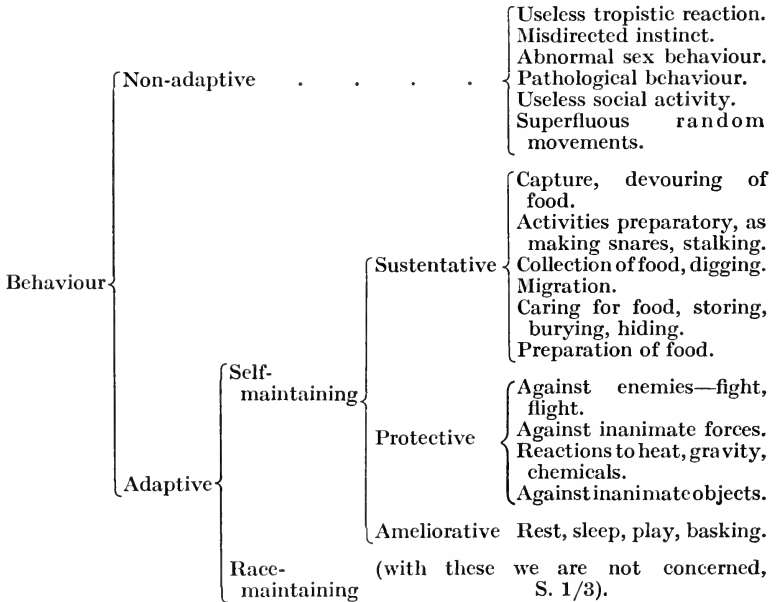 Useless tropistic reaction.
Misdirected instinct.
Abnormal sex behaviour.
Non-adaptive . . . . Pathological behaviour.
Useless social activity.
Superfluous random
movements.
Capture, devouring of
food.
Activities preparatory, as
making snares, stalking.
Sustentative Collection of food, digging.
Behaviour Migration.
Caring for food, storing,
burying, hiding.
Preparation of food.
Self-
maintaining
Against enemies—fight,
flight.
Against inanimate forces.
Protective Reactions to heat, gravity,
chemicals.
Adaptive Against inanimate objects.
Ameliorative Rest, sleep, play, basking.
Race- (with these we are not concerned,
maintaining S. 1/3).